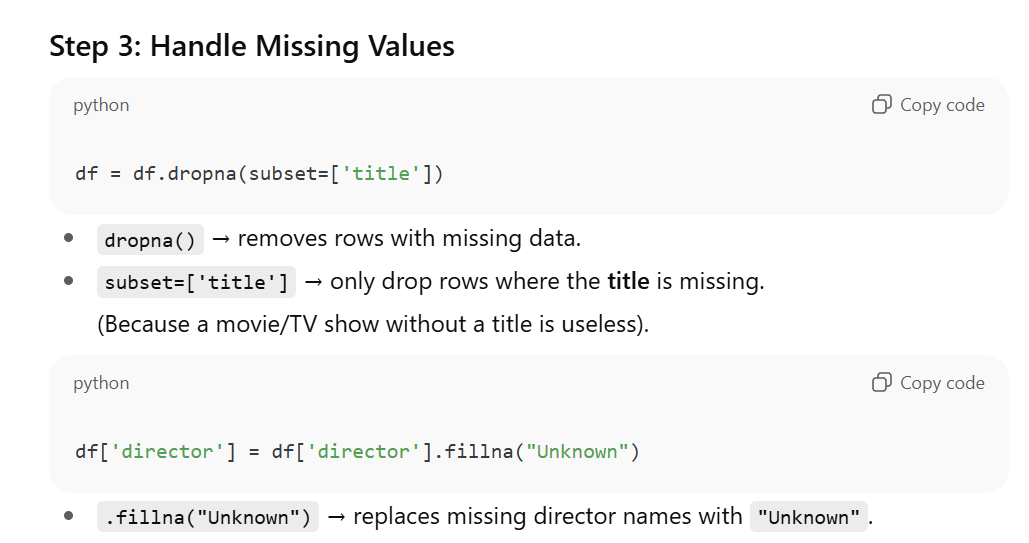 Step 3: Handle Missing Values
python
Copy code
df = df.dropna(subset=['title'])
dropna() → removes rows with missing data.
subset=['title'] → only drop rows where the title is missing.
(Because a movie/TV show without a title is useless).
python
Copy code
df['director'] = df['director'].fillna("Unknown")
.fillna("Unknown") → replaces missing director names with "Unknown".